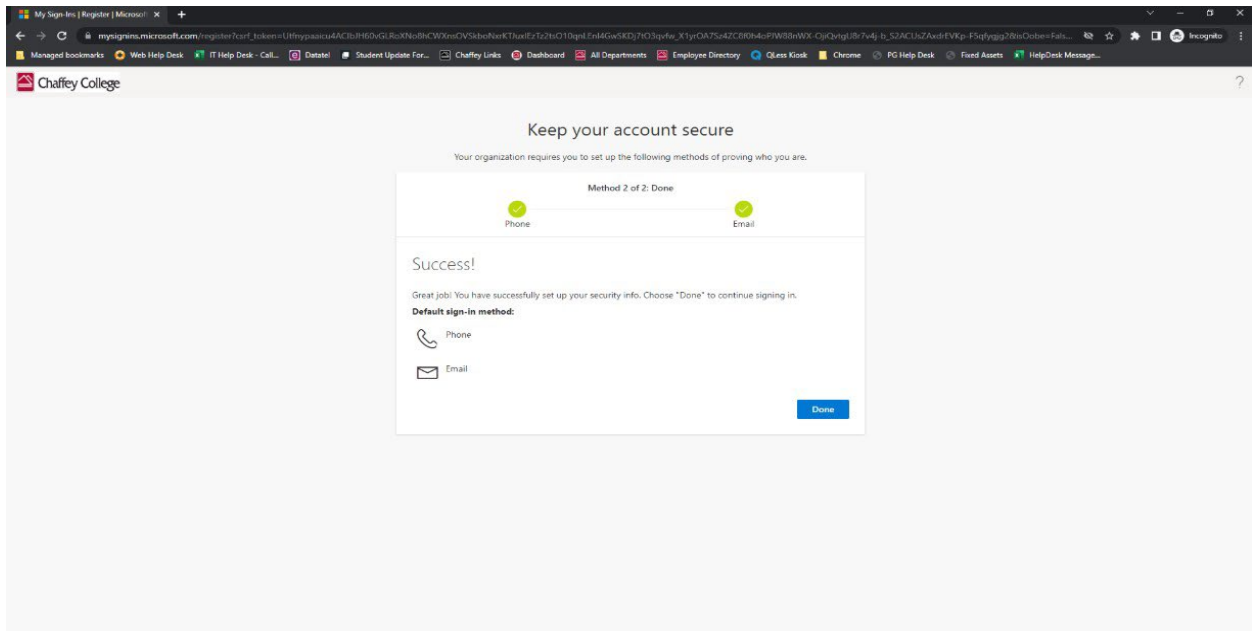 My Sign-Ins | Register | Microsoft
mysignins.microsoft.com/register?csrf_token=
Incognito
Managed bookmarks Web Help Desk IT Help Desk - Call... Datatel Student Update For... Chaffey Links Dashboard All Departments Employee Directory QLess Kiosk Chrome PG Help Desk Fixed Assets HelpDesk Message...
Chaffey College
?
Keep your account secure
Your organization requires you to set up the following methods of proving who you are.
Method 2 of 2: Done
Phone Email
Success!
Great job! You have successfully set up your security info. Choose "Done" to continue signing in.
Default sign-in method:
Phone
Email
Done